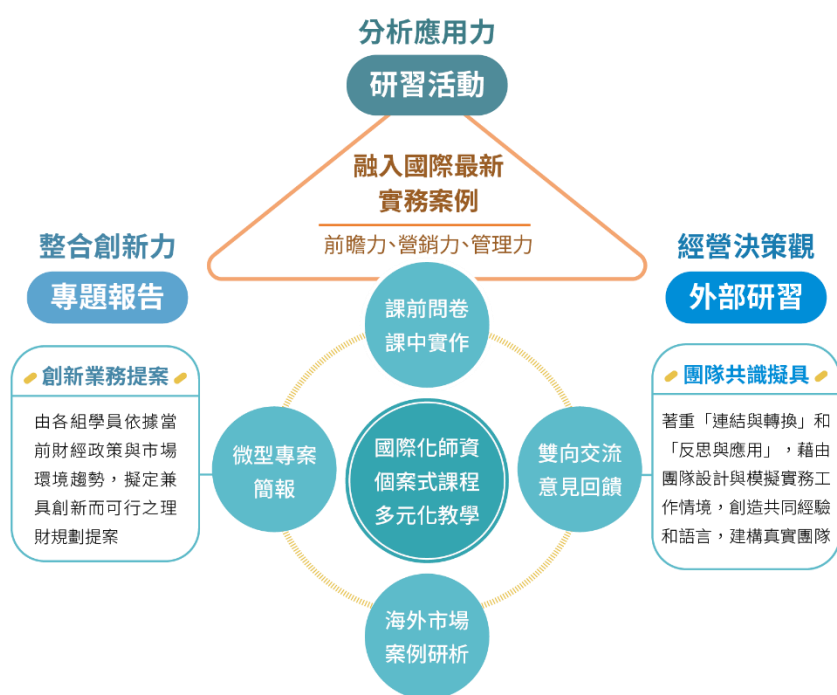 分析應用力
研習活動
融入國際最新
實務案例
前瞻力、營銷力、管理力
整合創新力
專題報告
創新業務提案
由各組學員依據當
前財經政策與市場
環境趨勢，擬定兼
具創新而可行之理
財規劃提案
經營決策觀
外部研習
團隊共識擬具
著重「連結與轉換」和
「反思與應用」，藉由
團隊設計與模擬實務工
作情境，創造共同經驗
和語言，建構真實團隊
課前問卷
課中實作
微型專案
簡報
國際化師資
個案式課程
多元化教學
雙向交流
意見回饋
海外市場
案例研析